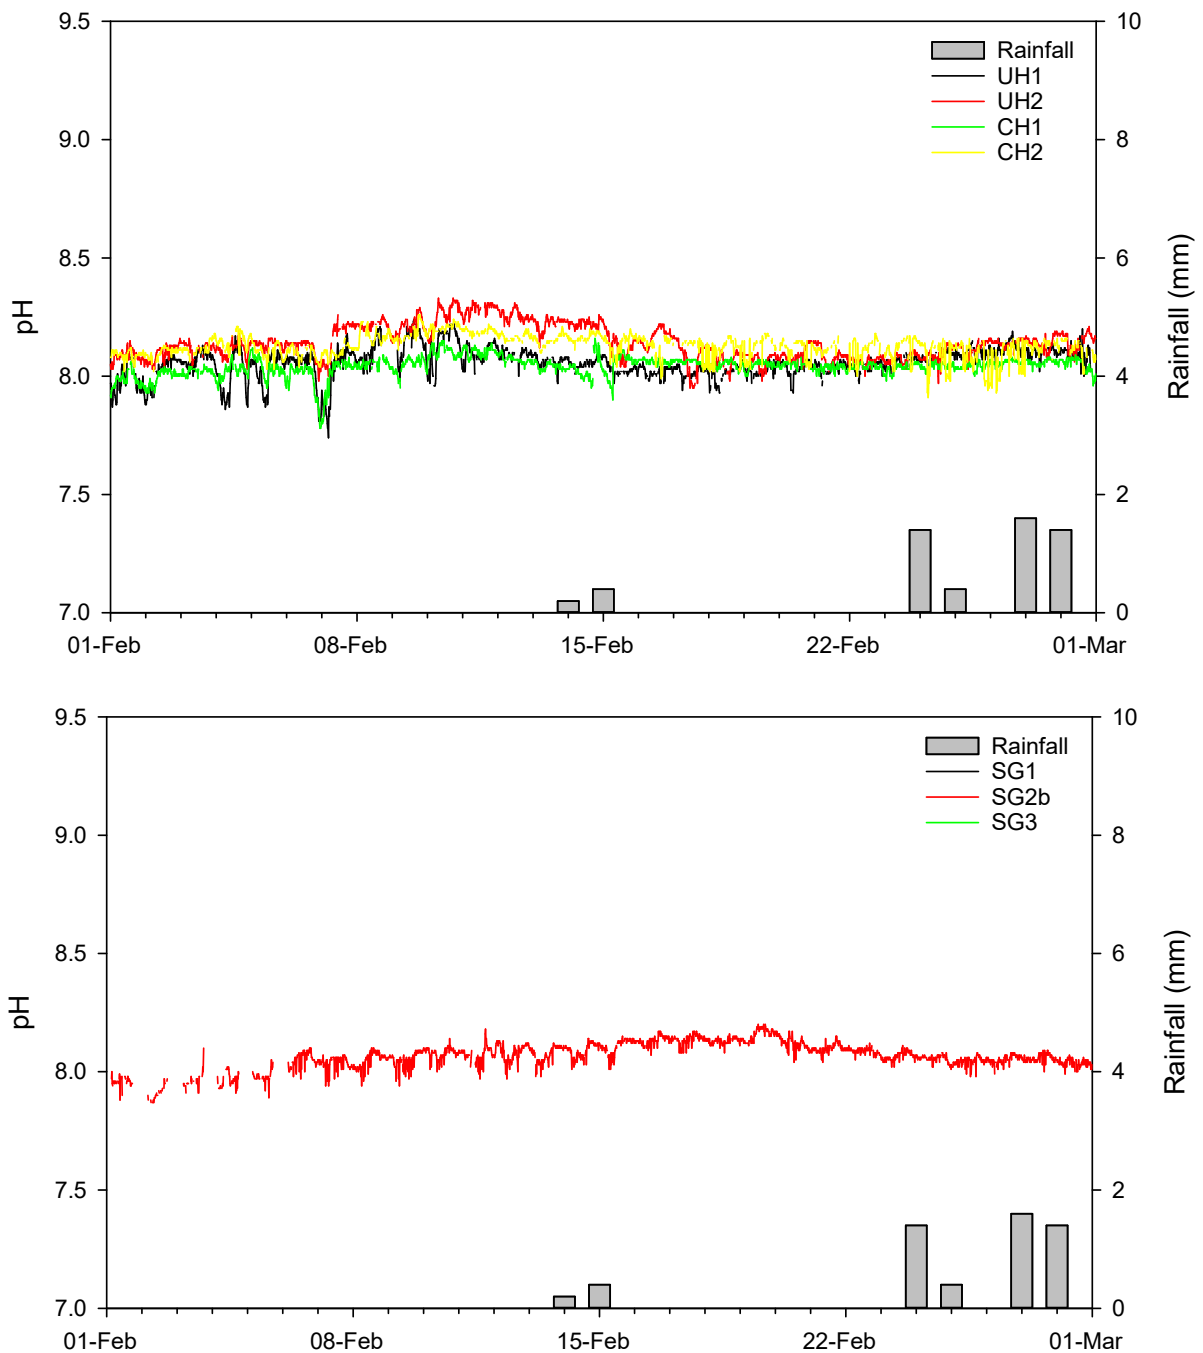 9.5
9.0
8.5
8.0
7.5
7.0
pH
10
8
6
4
2
0
Rainfall (mm)
Rainfall
UH1
UH2
CH1
CH2
01-Feb
08-Feb
15-Feb
22-Feb
01-Mar
9.5
9.0
8.5
8.0
7.5
7.0
pH
10
8
6
4
2
0
Rainfall (mm)
Rainfall
SG1
SG2b
SG3
01-Feb
08-Feb
15-Feb
22-Feb
01-Mar